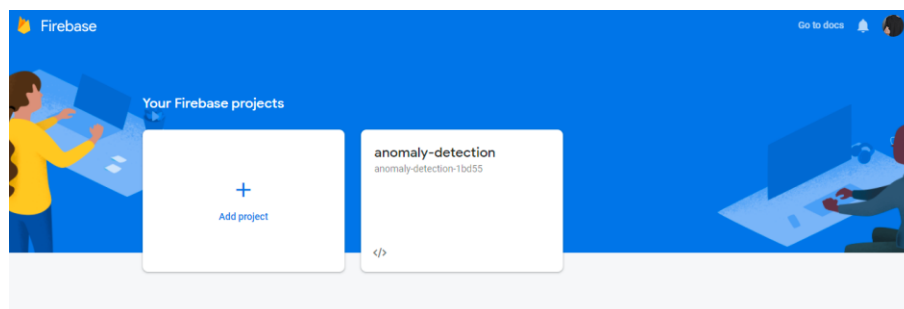 Firebase
Go to docs
Your Firebase projects
+
Add project
anomaly-detection
anomaly-detection-1bd55
</>